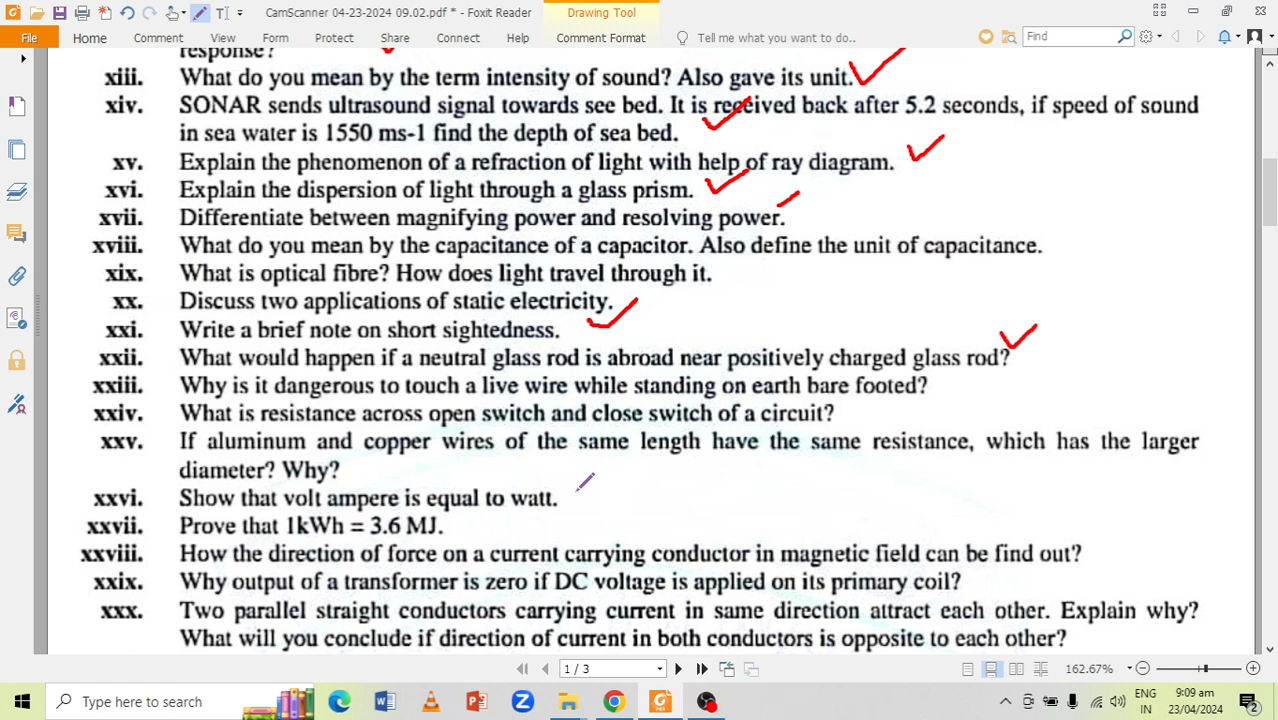 CamScanner 04-23-2024 09.02.pdf * - Foxit Reader
Drawing Tool
File
Home
Comment
View
Form
Protect
Share
Connect
Help
Comment Format
Tell me what you want to do..
Find
response?
xiii. What do you mean by the term intensity of sound? Also gave its unit.
xiv. SONAR sends ultrasound signal towards see bed. It is received back after 5.2 seconds, if speed of sound
in sea water is 1550 ms-1 find the depth of sea bed.
xv. Explain the phenomenon of a refraction of light with help of ray diagram.
xvi. Explain the dispersion of light through a glass prism.
xvii. Differentiate between magnifying power and resolving power.
xviii. What do you mean by the capacitance of a capacitor. Also define the unit of capacitance.
xix. What is optical fibre? How does light travel through it.
xx. Discuss two applications of static electricity.
xxi. Write a brief note on short sightedness.
xxii. What would happen if a neutral glass rod is abroad near positively charged glass rod?
xxiii. Why is it dangerous to touch a live wire while standing on earth bare footed?
xxiv. What is resistance across open switch and close switch of a circuit?
xxv. If aluminum and copper wires of the same length have the same resistance, which has the larger
diameter? Why?
xxvi. Show that volt ampere is equal to watt.
xxvii. Prove that 1kWh = 3.6 MJ.
xxviii. How the direction of force on a current carrying conductor in magnetic field can be find out?
xxix. Why output of a transformer is zero if DC voltage is applied on its primary coil?
xxx. Two parallel straight conductors carrying current in same direction attract each other. Explain why?
What will you conclude if direction of current in both conductors is opposite to each other?
1 / 3
162.67%
Type here to search
ENG
IN
9:09 am
23/04/2024
2